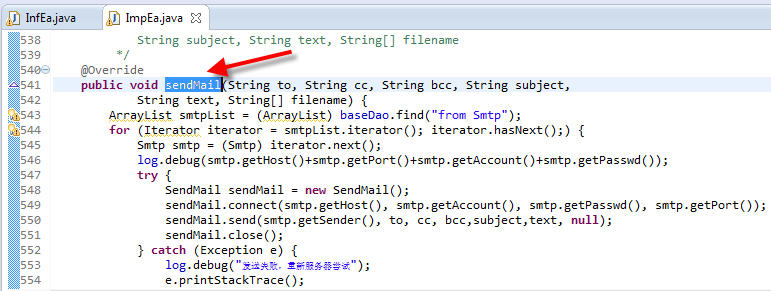 InfEa.java
ImpEa.java
538 String subject, String text, String[] filename
539 */
540 @Override
541 public void sendMail(String to, String cc, String bcc, String subject,
542 String text, String[] filename) {
543 ArrayList smtpList = (ArrayList) baseDao.find("from Smtp");
544 for (Iterator iterator = smtpList.iterator(); iterator.hasNext();) {
545 Smtp smtp = (Smtp) iterator.next();
546 log.debug(smtp.getHost()+smtp.getPort()+smtp.getAccount()+smtp.getPasswd());
547 try {
548 SendMail sendMail = new SendMail();
549 sendMail.connect(smtp.getHost(), smtp.getAccount(), smtp.getPasswd(), smtp.getPort());
550 sendMail.send(smtp.getSender(), to, cc, bcc,subject,text, null);
551 sendMail.close();
552 } catch (Exception e) {
553 log.debug("发送失败，重新服务器尝试");
554 e.printStackTrace();